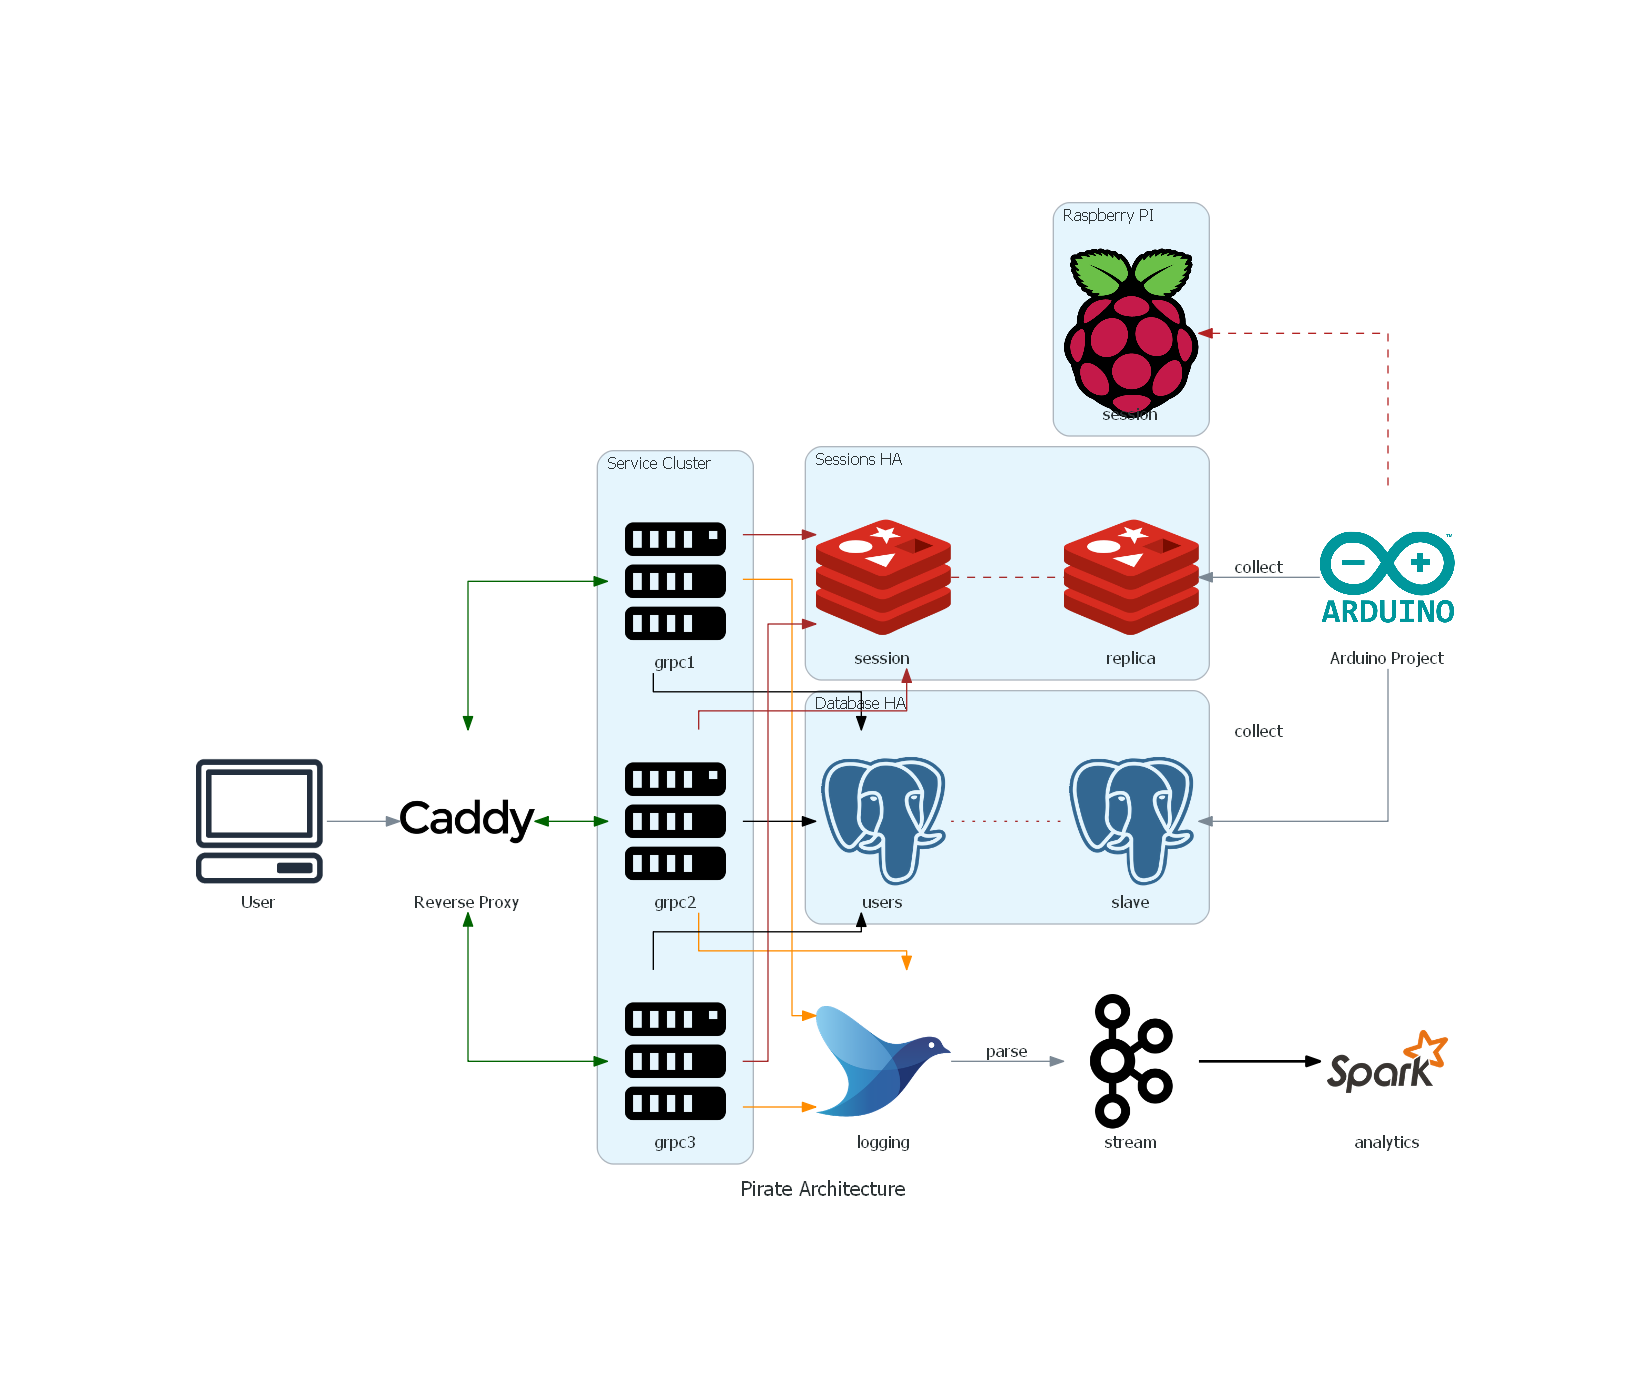 Raspberry PI
session
Service Cluster
Sessions HA
grpc1
session
replica
collect
ARDUINO
™
Arduino Project
Database HA
collect
User
Caddy
Reverse Proxy
grpc2
users
slave
grpc3
logging
parse
stream
Spark
analytics
Pirate Architecture